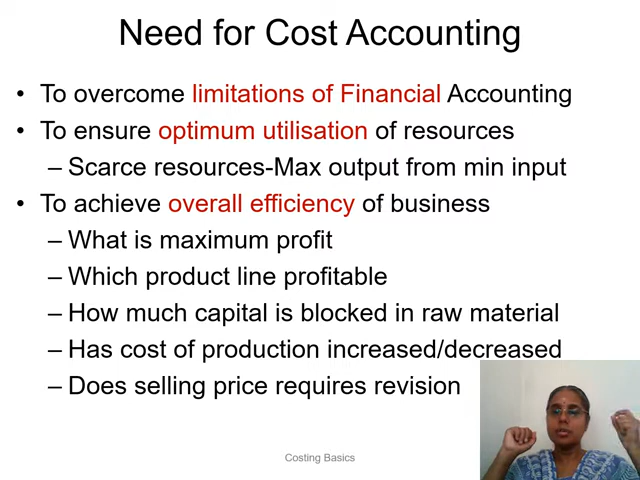 Need for Cost Accounting
• To overcome limitations of Financial Accounting
• To ensure optimum utilisation of resources
– Scarce resources-Max output from min input
• To achieve overall efficiency of business
– What is maximum profit
– Which product line profitable
– How much capital is blocked in raw material
– Has cost of production increased/decreased
– Does selling price requires revision
Costing Basics